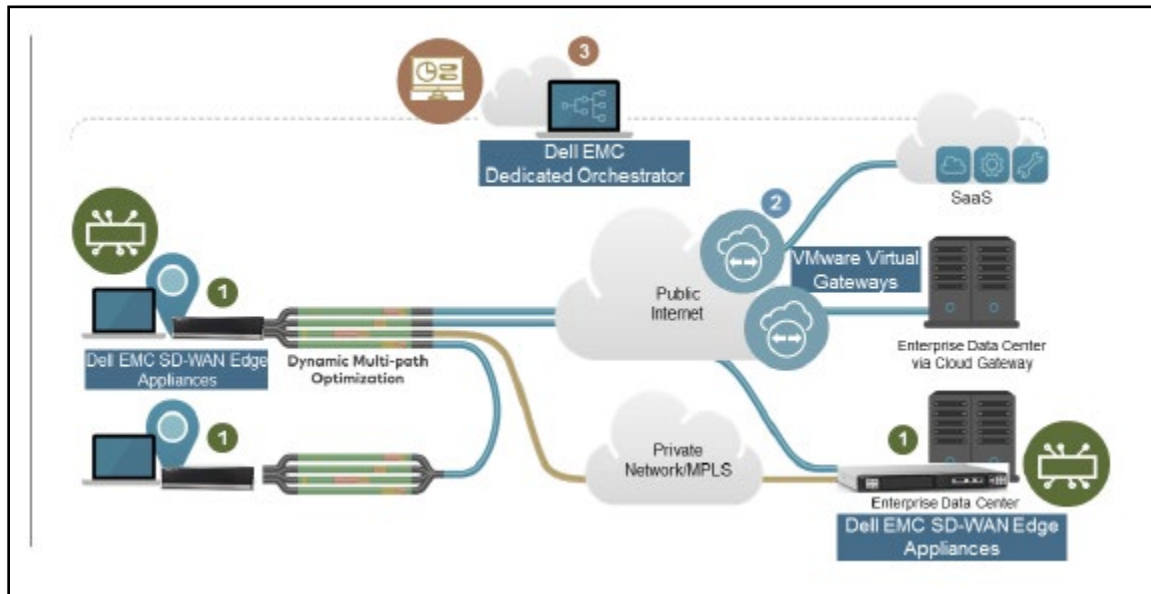 3
Dell EMC
Dedicated Orchestrator
SaaS
2
VMware Virtual
Gateways
Public
Internet
1
Dell EMC SD-WAN Edge
Appliances
Dynamic Multi-path
Optimization
Enterprise Data Center
via Cloud Gateway
1
Private
Network/MPLS
1
Enterprise Data Center
Dell EMC SD-WAN Edge
Appliances